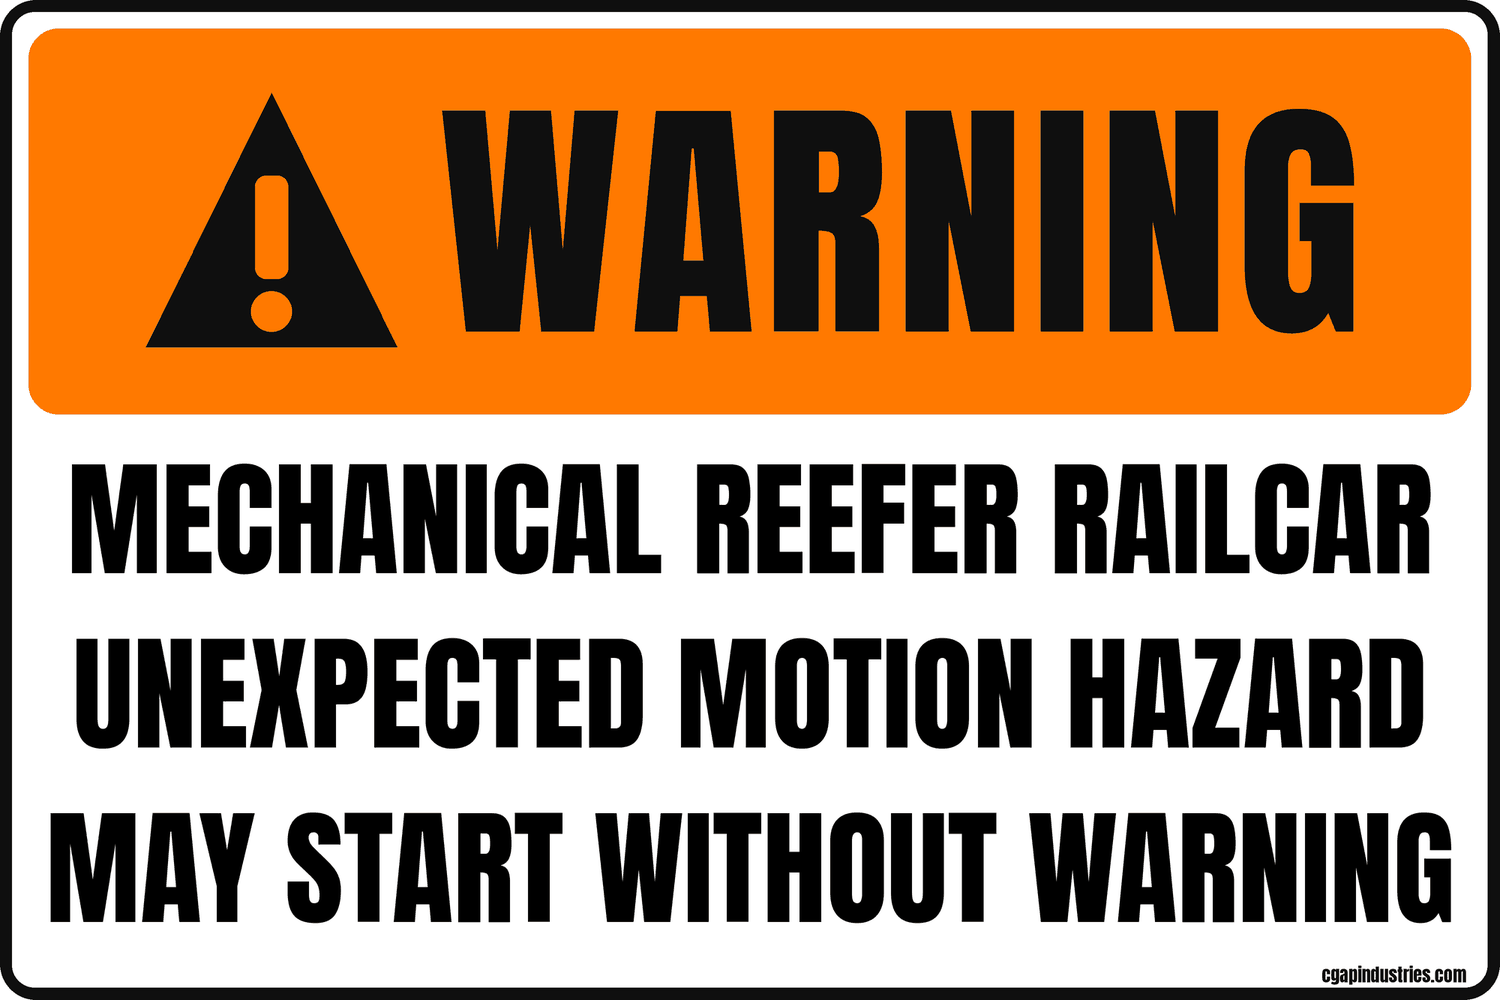 WARNING
MECHANICAL REEFER RAILCAR
UNEXPECTED MOTION HAZARD
MAY START WITHOUT WARNING
cgapindustries.com